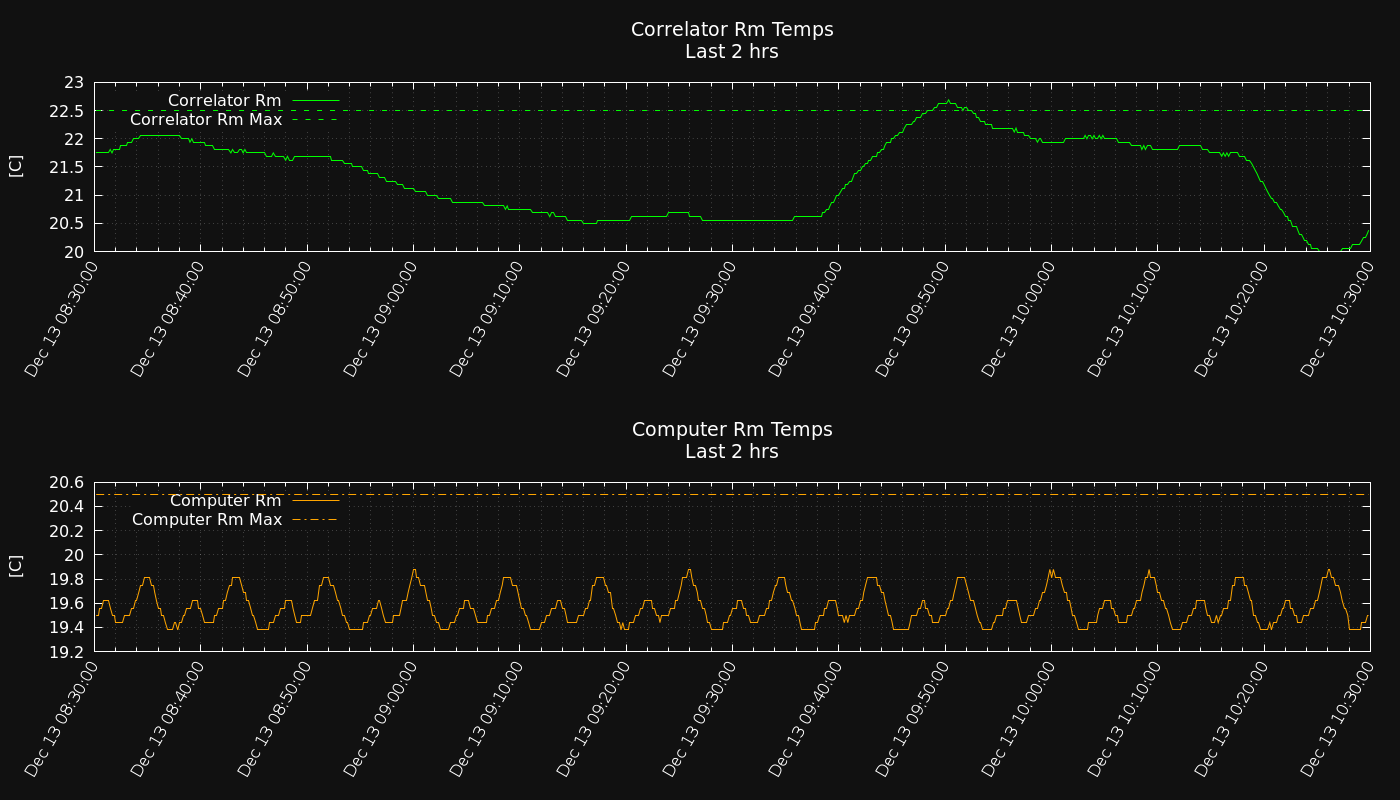 Correlator Rm Temps
Last 2 hrs
[C]
23
22.5
22
21.5
21
20.5
20
Correlator Rm
Correlator Rm Max
Dec 13 08:30:00
Dec 13 08:40:00
Dec 13 08:50:00
Dec 13 09:00:00
Dec 13 09:10:00
Dec 13 09:20:00
Dec 13 09:30:00
Dec 13 09:40:00
Dec 13 09:50:00
Dec 13 10:00:00
Dec 13 10:10:00
Dec 13 10:20:00
Dec 13 10:30:00
Computer Rm Temps
Last 2 hrs
[C]
20.6
20.4
20.2
20
19.8
19.6
19.4
19.2
Computer Rm
Computer Rm Max
Dec 13 08:30:00
Dec 13 08:40:00
Dec 13 08:50:00
Dec 13 09:00:00
Dec 13 09:10:00
Dec 13 09:20:00
Dec 13 09:30:00
Dec 13 09:40:00
Dec 13 09:50:00
Dec 13 10:00:00
Dec 13 10:10:00
Dec 13 10:20:00
Dec 13 10:30:00